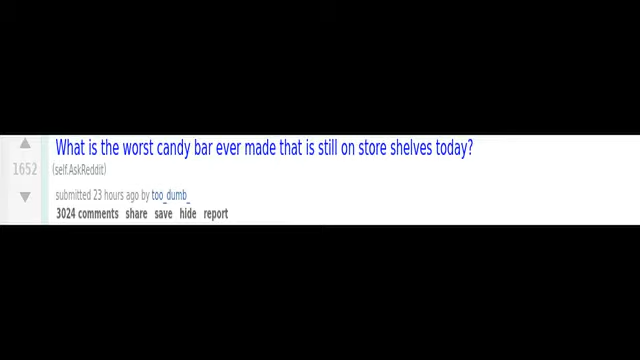 What is the worst candy bar ever made that is still on store shelves today?
1652
(self.AskReddit)
submitted 23 hours ago by too_dumb_
3024 comments share save hide report